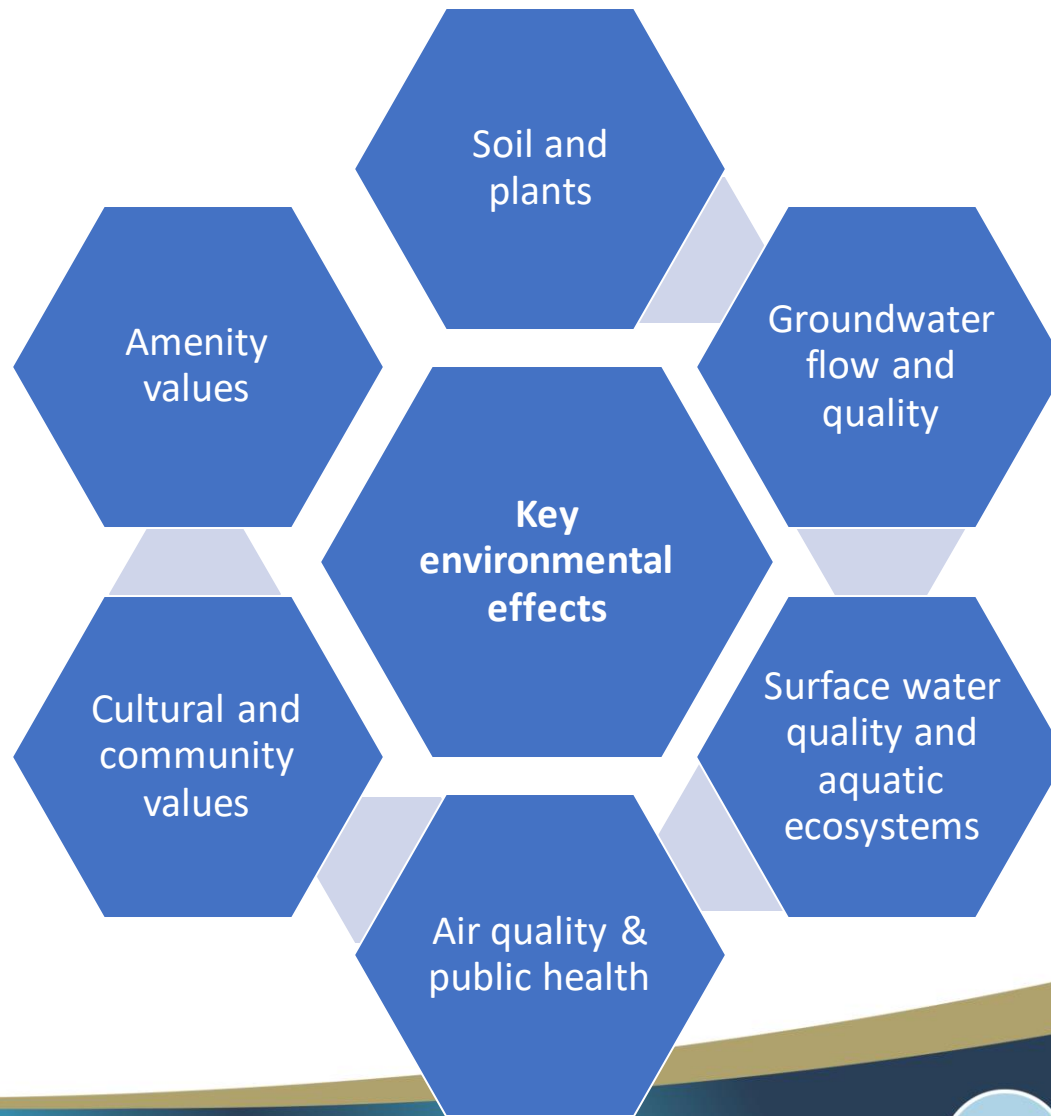 Soil and
plants
Groundwater
flow and
quality
Surface water
quality and
aquatic
ecosystems
Air quality &
public health
Cultural and
community
values
Amenity
values
Key
environmental
effects